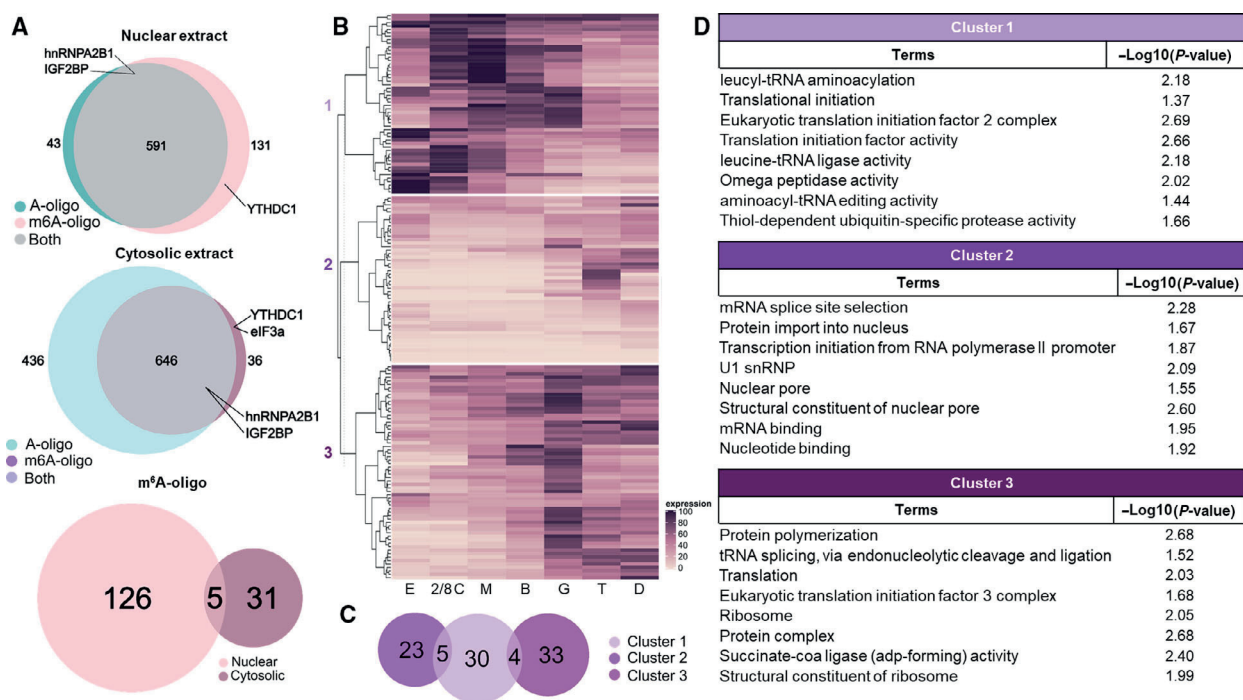 A
Nuclear extract
hnRNPA2B1
IGF2BP
43
591
131
YTHDC1
A-oligo
m6A-oligo
Both
Cytosolic extract
YTHDC1
eIF3a
436
646
36
hnRNPA2B1
IGF2BP
A-oligo
m6A-oligo
Both
m⁶A-oligo
126
5
31
Nuclear
Cytosolic
B
1
2
3
expression
100
80
60
40
20
0
E 2/8 C M B G T D
C
23
5
30
4
33
Cluster 1
Cluster 2
Cluster 3
D
Cluster 1
Terms −Log10(P-value)
leucyl-tRNA aminoacylation 2.18
Translational initiation 1.37
Eukaryotic translation initiation factor 2 complex 2.69
Translation initiation factor activity 2.66
leucine-tRNA ligase activity 2.18
Omega peptidase activity 2.02
aminoacyl-tRNA editing activity 1.44
Thiol-dependent ubiquitin-specific protease activity 1.66
Cluster 2
Terms −Log10(P-value)
mRNA splice site selection 2.28
Protein import into nucleus 1.67
Transcription initiation from RNA polymerase II promoter 1.87
U1 snRNP 2.09
Nuclear pore 1.55
Structural constituent of nuclear pore 2.60
mRNA binding 1.95
Nucleotide binding 1.92
Cluster 3
Terms −Log10(P-value)
Protein polymerization 2.68
tRNA splicing, via endonucleolytic cleavage and ligation 1.52
Translation 2.03
Eukaryotic translation initiation factor 3 complex 1.68
Ribosome 2.05
Protein complex 2.68
Succinate-coa ligase (adp-forming) activity 2.40
Structural constituent of ribosome 1.99